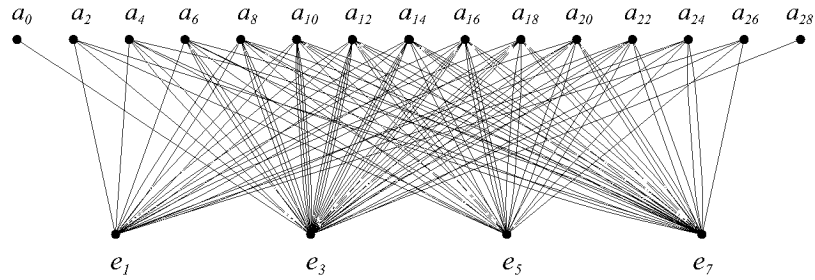 a₀ a₂ a₄ a₆ a₈ a₁₀ a₁₂ a₁₄ a₁₆ a₁₈ a₂₀ a₂₂ a₂₄ a₂₆ a₂₈
e₁ e₃ e₅ e₇